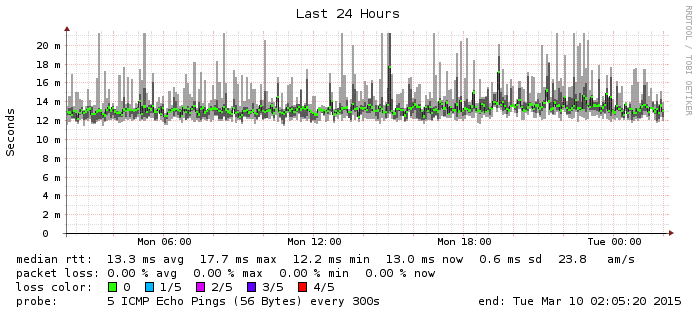 Last 24 Hours
RRDTOOL / TOBI OETIKER
Seconds
20 m
18 m
16 m
14 m
12 m
10 m
8 m
6 m
4 m
2 m
0
Mon 06:00 Mon 12:00 Mon 18:00 Tue 00:00
median rtt: 13.3 ms avg 17.7 ms max 12.2 ms min 13.0 ms now 0.6 ms sd 23.8 am/s
packet loss: 0.00 % avg 0.00 % max 0.00 % min 0.00 % now
loss color: 0 1/5 2/5 3/5 4/5
probe: 5 ICMP Echo Pings (56 Bytes) every 300s end: Tue Mar 10 02:05:20 2015